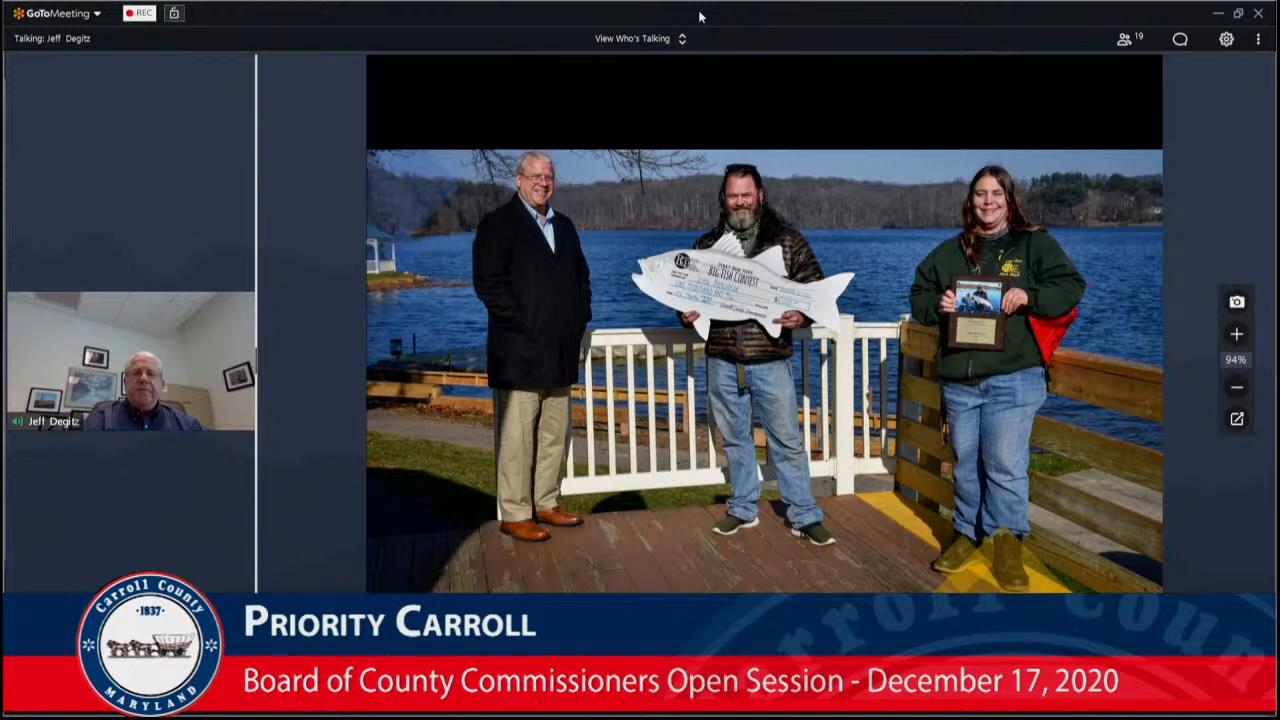 GoToMeeting
REC
Talking: Jeff Degitz
View Who's Talking
19
BIG FISH CONTEST
94%
Jeff Degitz
Carroll County
1837
MARYLAND
PRIORITY CARROLL
Board of County Commissioners Open Session - December 17, 2020